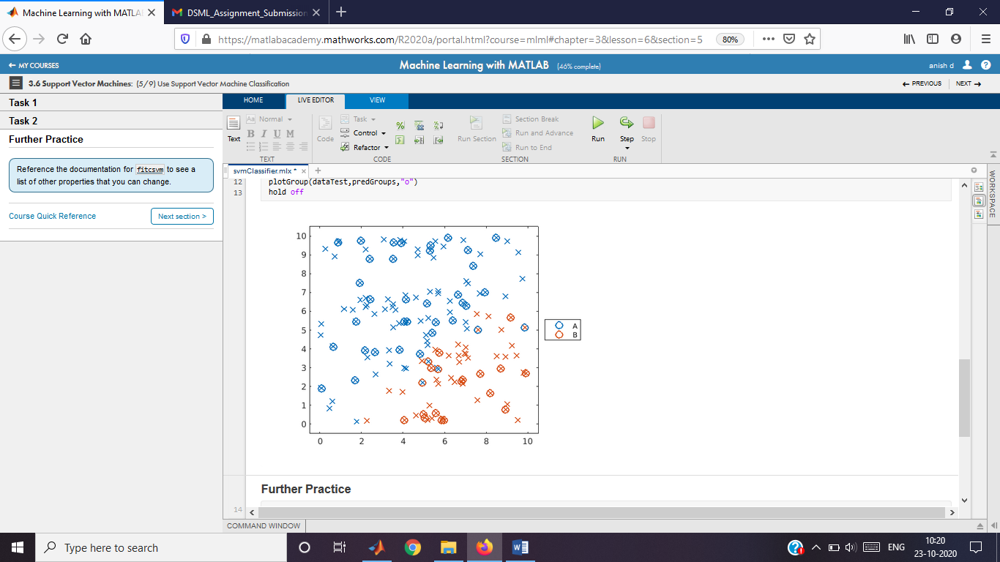 Machine Learning with MATLA
DSML_Assignment_Submission
https://matlabacademy.mathworks.com/R2020a/portal.html?course=mlml#chapter=3&lesson=6&section=5
80%
MY COURSES
Machine Learning with MATLAB (46% complete)
anish d
3.6 Support Vector Machines: (5/9) Use Support Vector Machine Classification
PREVIOUS
NEXT
Task 1
Task 2
Further Practice
Reference the documentation for fitcsvm to see a
list of other properties that you can change.
Course Quick Reference
Next section >
HOME
LIVE EDITOR
VIEW
Text
Aa Normal
B I U M
TEXT
Code
Task
Control
Refactor
CODE
Run Section
Section Break
Run and Advance
Run to End
SECTION
Run
Step
Stop
RUN
svmClassifier.mlx *
WORKSPACE
12 plotGroup(dataTest,predGroups,"o")
13 hold off
10
9
8
7
6
5
4
3
2
1
0
0 2 4 6 8 10
A
B
Further Practice
14
COMMAND WINDOW
Type here to search
ENG
10:20
23-10-2020